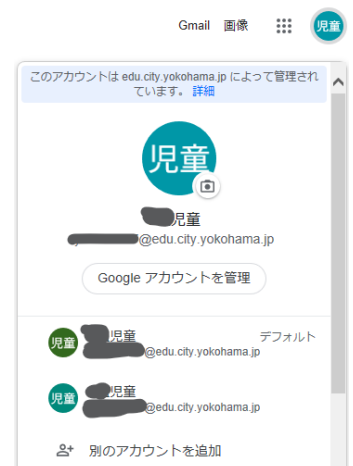 Gmail 画像 児童
このアカウントは edu.city.yokohama.jp によって管理され
ています。 詳細
児童
児童
@edu.city.yokohama.jp
Google アカウントを管理
児童 児童 デフォルト
@edu.city.yokohama.jp
児童 児童
@edu.city.yokohama.jp
別のアカウントを追加